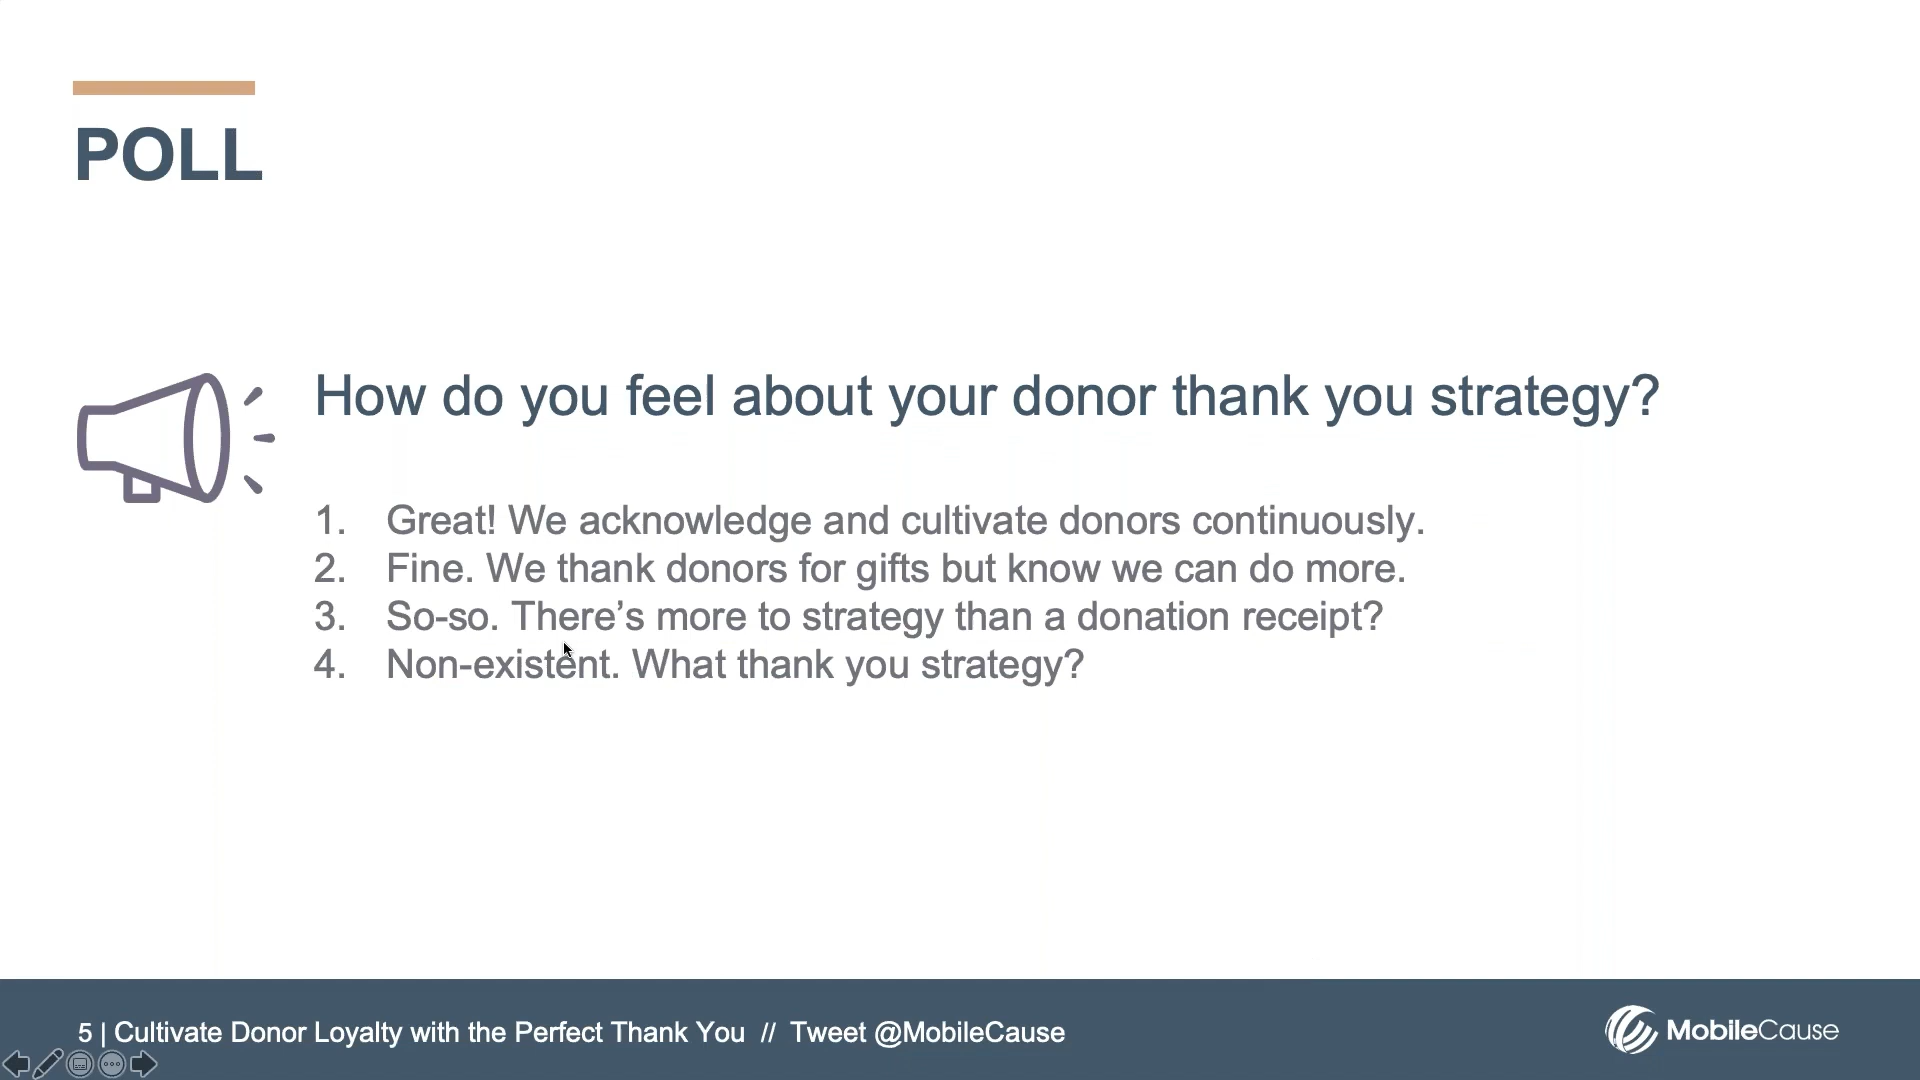 POLL
How do you feel about your donor thank you strategy?
1. Great! We acknowledge and cultivate donors continuously.
2. Fine. We thank donors for gifts but know we can do more.
3. So-so. There’s more to strategy than a donation receipt?
4. Non-existent. What thank you strategy?
5 | Cultivate Donor Loyalty with the Perfect Thank You // Tweet @MobileCause
MobileCause